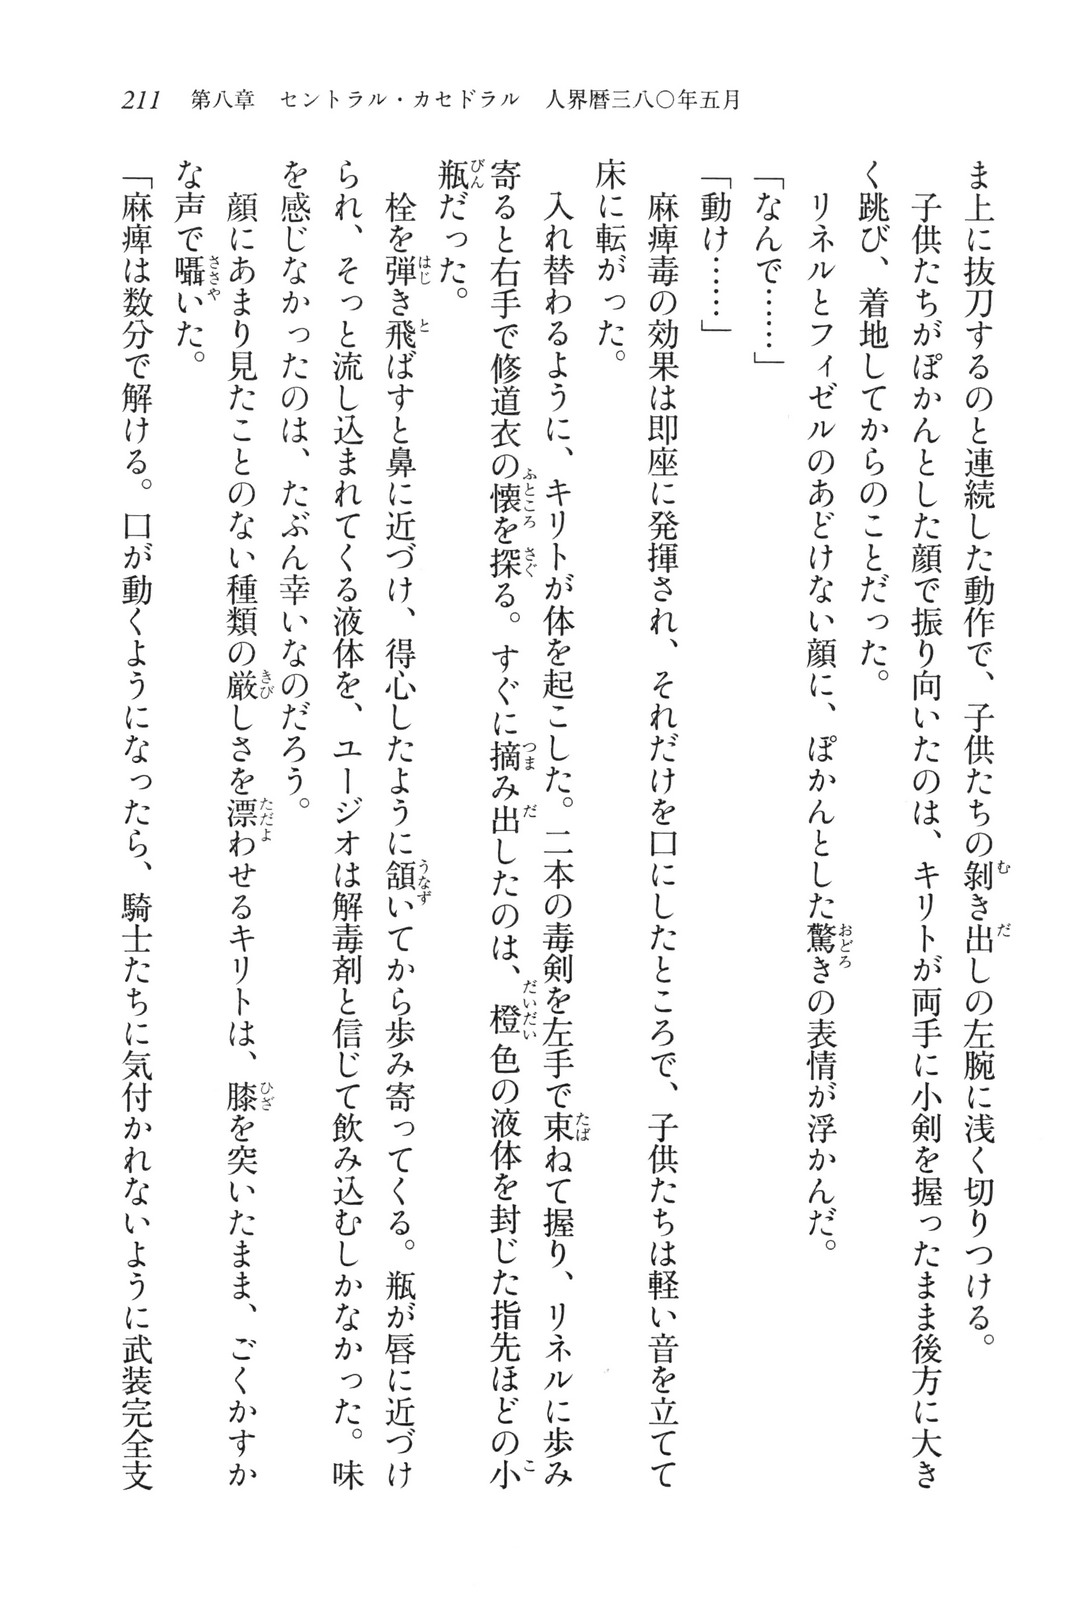 211 第八章　セントラル・カセドラル　人界暦三八〇年五月
ま上に抜刀するのと連続した動作で、子供たちの剝き出しの左腕に浅く切りつける。
　子供たちがぽかんとした顔で振り向いたのは、キリトが両手に小剣を握ったまま後方に大き
く跳び、着地してからのことだった。
　リネルとフィゼルのあどけない顔に、ぽかんとした驚きの表情が浮かんだ。
「なんで……」
「動け……」
　麻痺毒の効果は即座に発揮され、それだけを口にしたところで、子供たちは軽い音を立てて
床に転がった。
　入れ替わるように、キリトが体を起こした。二本の毒剣を左手で束ねて握り、リネルに歩み
寄ると右手で修道衣の懐を探る。すぐに摘み出したのは、橙色の液体を封じた指先ほどの小
瓶だった。
　栓を弾き飛ばすと鼻に近づけ、得心したように頷いてから歩み寄ってくる。瓶が唇に近づけ
られ、そっと流し込まれてくる液体を、ユージオは解毒剤と信じて飲み込むしかなかった。味
を感じなかったのは、たぶん幸いなのだろう。
　顔にあまり見たことのない種類の厳しさを漂わせるキリトは、膝を突いたまま、ごくかすか
な声で囁いた。
「麻痺は数分で解ける。口が動くようになったら、騎士たちに気付かれないように武装完全支